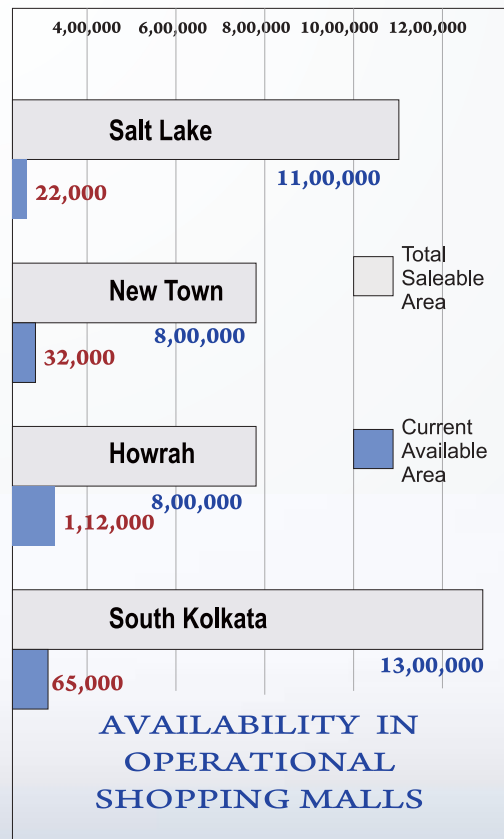 4,00,000 6,00,000 8,00,000 10,00,000 12,00,000
Salt Lake
11,00,000
22,000
Total
Saleable
Area
New Town
8,00,000
32,000
Current
Available
Area
Howrah
8,00,000
1,12,000
South Kolkata
13,00,000
65,000
AVAILABILITY IN
OPERATIONAL
SHOPPING MALLS